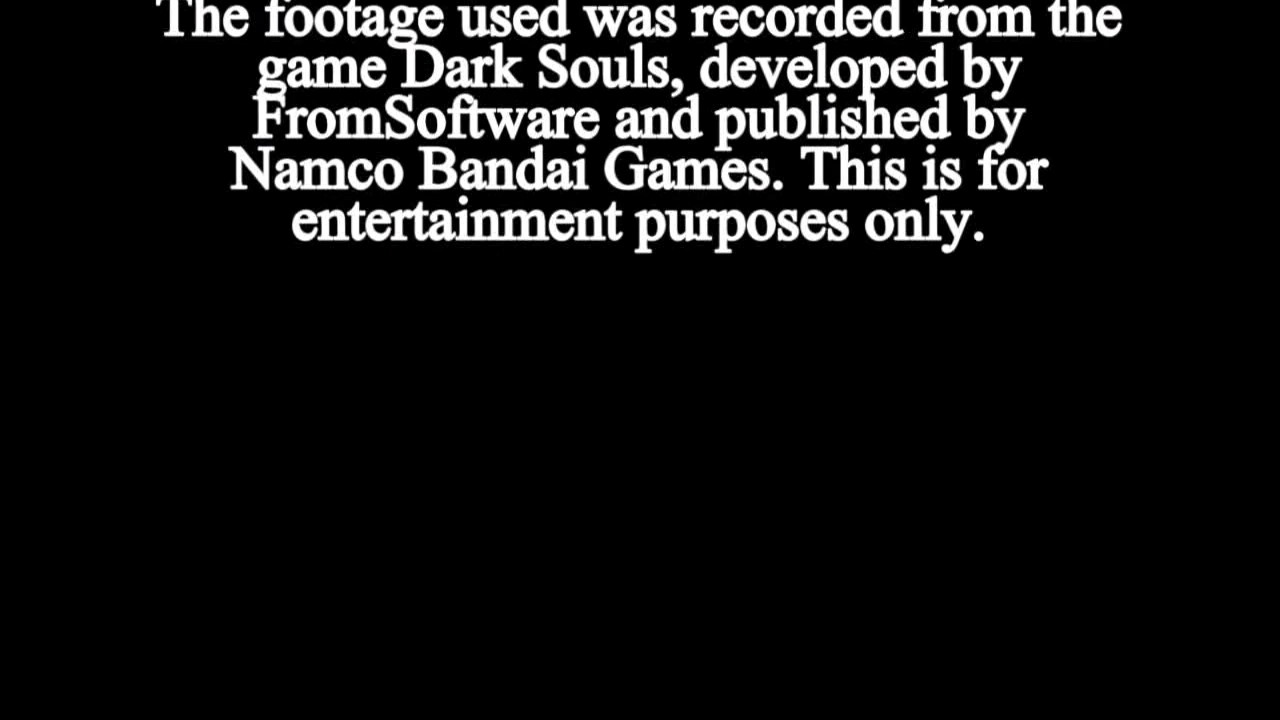 The footage used was recorded from the
game Dark Souls, developed by
FromSoftware and published by
Namco Bandai Games. This is for
entertainment purposes only.